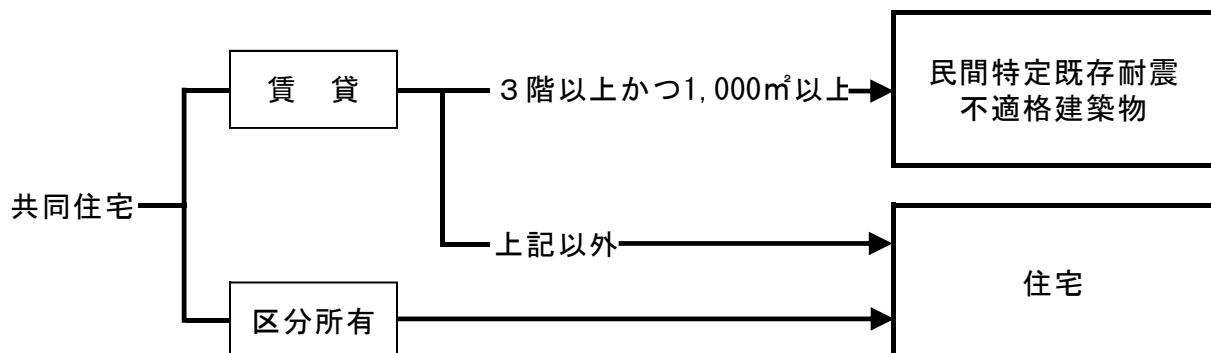 賃　貸
３階以上かつ1,000㎡以上
民間特定既存耐震
不適格建築物
共同住宅
上記以外
住宅
区分所有